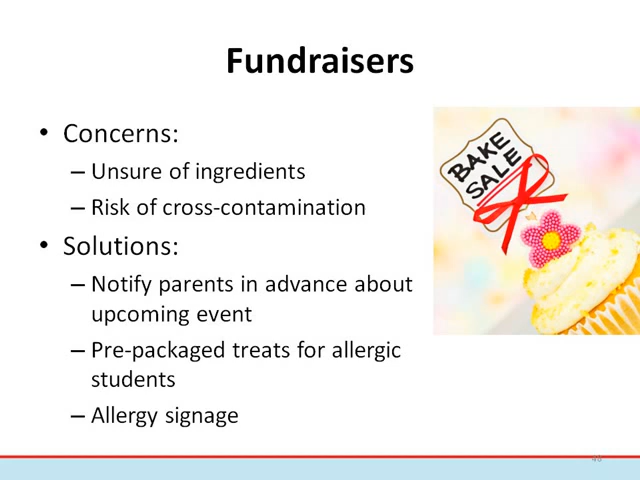 Fundraisers
• Concerns:
– Unsure of ingredients
– Risk of cross-contamination
• Solutions:
– Notify parents in advance about
upcoming event
– Pre-packaged treats for allergic
students
– Allergy signage
BAKE
SALE